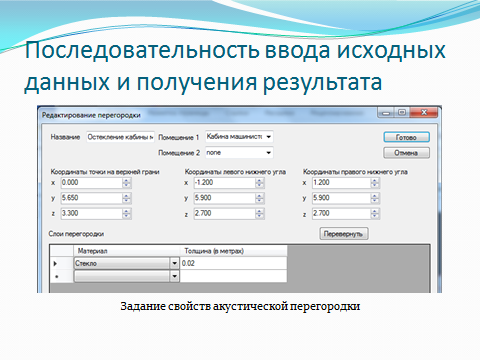 Последовательность ввода исходных
данных и получения результата
Редактирование перегородки
Название Остекление кабины Помещение 1 Кабина машинист Готово
Помещение 2 none Отмена
Координаты точки на верхней грани Координаты левого нижнего угла Координаты правого нижнего угла
x 0.000 x -1.200 x 1.200
y 5.650 y 5.900 y 5.900
z 3.300 z 2.700 z 2.700
Слои перегородки Перевернуть
Материал Толщина (в метрах)
Стекло 0.02
Задание свойств акустической перегородки